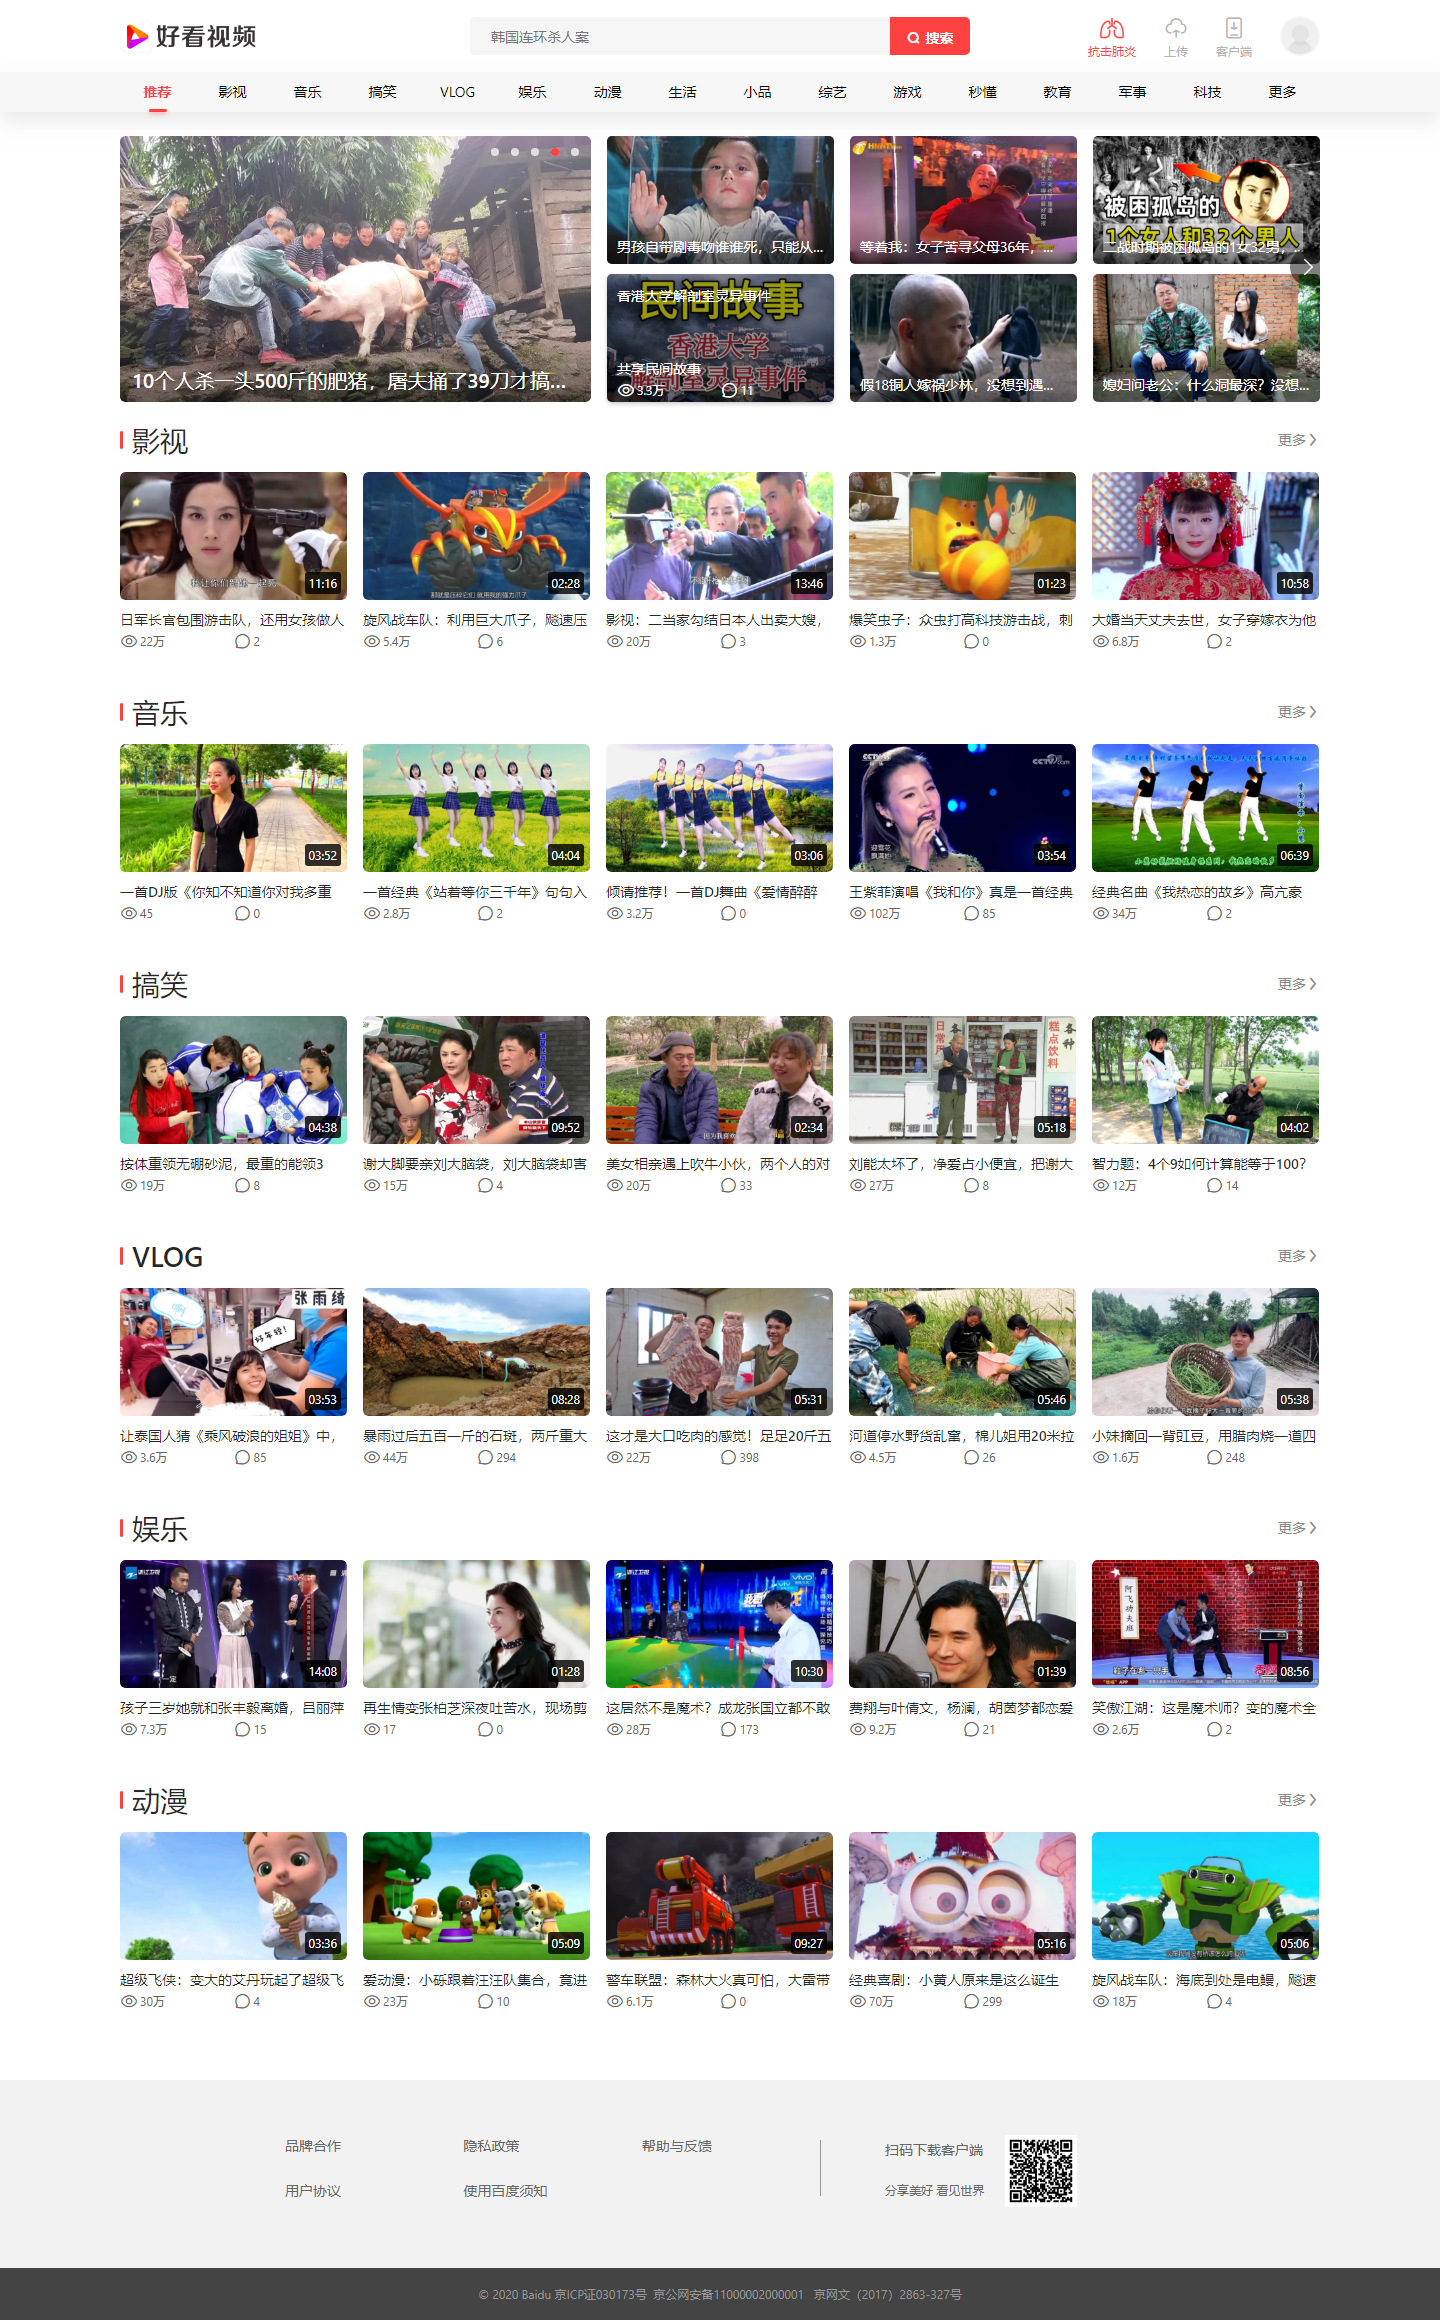 好看视频
韩国连环杀人案
搜索
抗击肺炎
上传
客户端
推荐 影视 音乐 搞笑 VLOG 娱乐 动漫 生活 小品 综艺 游戏 秒懂 教育 军事 科技 更多
10个人杀一头500斤的肥猪，屠夫捅了39刀才搞...
男孩自带剧毒吻谁谁死，只能从...
等着我：女子苦寻父母36年，...
被困孤岛的
1个女人和32个男人
二战时期被困孤岛的1女32男，...
香港大学解剖室灵异事件
民间故事
香港大学
解剖室灵异事件
共享民间故事
3.3万 11
假18铜人嫁祸少林，没想到遇...
媳妇问老公：什么洞最深？没想...
影视
更多
11:16
02:28
13:46
01:23
10:58
日军长官包围游击队，还用女孩做人
旋风战车队：利用巨大爪子，飚速压
影视：二当家勾结日本人出卖大嫂，
爆笑虫子：众虫打高科技游击战，刺
大婚当天丈夫去世，女子穿嫁衣为他
22万 2
5.4万 6
20万 3
1.3万 0
6.8万 2
音乐
更多
03:52
04:04
03:06
CCTV
03:54
06:39
一首DJ版《你知不知道你对我多重
一首经典《站着等你三千年》句句入
倾请推荐！一首DJ舞曲《爱情醉醉
王紫菲演唱《我和你》真是一首经典
经典名曲《我热恋的故乡》高亢豪
45 0
2.8万 2
3.2万 0
102万 85
34万 2
搞笑
更多
04:38
09:52
02:34
日常
各种
糕点饮料
05:18
04:02
按体重领无硼砂泥，最重的能领3
谢大脚要亲刘大脑袋，刘大脑袋却害
美女相亲遇上吹牛小伙，两个人的对
刘能太坏了，净爱占小便宜，把谢大
智力题：4个9如何计算能等于100？
19万 8
15万 4
20万 33
27万 8
12万 14
VLOG
更多
张雨绮
好年轻！
03:53
08:28
05:31
05:46
05:38
让泰国人猜《乘风破浪的姐姐》中，
暴雨过后五百一斤的石斑，两斤重大
这才是大口吃肉的感觉！足足20斤五
河道停水野货乱窜，棉儿姐用20米拉
小妹摘回一背豇豆，用腊肉烧一道四
3.6万 85
44万 294
22万 398
4.5万 26
1.6万 248
娱乐
更多
浙江卫视
一定
14:08
01:28
浙江卫视
vivo
10:30
01:39
阿飞功夫班
08:56
孩子三岁她就和张丰毅离婚，吕丽萍
再生情变张柏芝深夜吐苦水，现场剪
这居然不是魔术？成龙张国立都不敢
费翔与叶倩文，杨澜，胡茵梦都恋爱
笑傲江湖：这是魔术师？变的魔术全
7.3万 15
17 0
28万 173
9.2万 21
2.6万 2
动漫
更多
03:36
05:09
09:27
05:16
05:06
超级飞侠：变大的艾丹玩起了超级飞
爱动漫：小砾跟着汪汪队集合，竟进
警车联盟：森林大火真可怕，大雷带
经典喜剧：小黄人原来是这么诞生
旋风战车队：海底到处是电鳗，飚速
30万 4
23万 10
6.1万 0
70万 299
18万 4
品牌合作
隐私政策
帮助与反馈
用户协议
使用百度须知
扫码下载客户端
分享美好 看见世界
© 2020 Baidu 京ICP证030173号 京公网安备11000002000001 京网文（2017）2863-327号